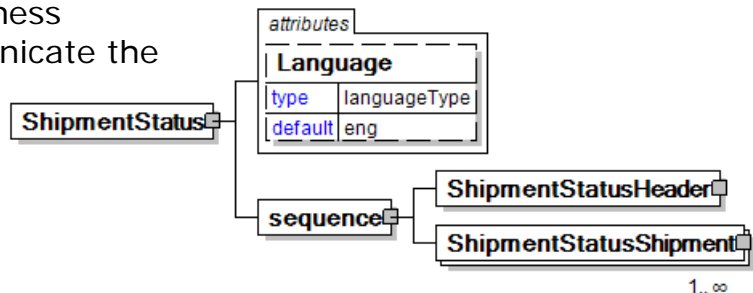 ness
nicate the
attributes
Language
type languageType
default eng
ShipmentStatus
sequence
ShipmentStatusHeader
ShipmentStatusShipment
1.. ∞